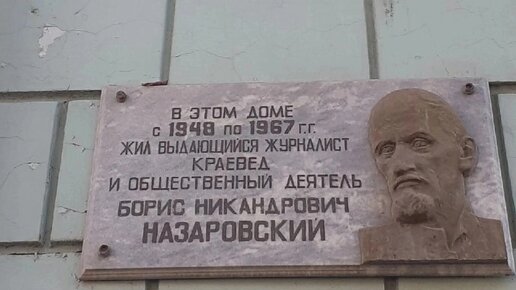 В ЭТОМ ДОМЕ
С 1948 ПО 1967 Г.Г.
ЖИЛ ВЫДАЮЩИЙСЯ ЖУРНАЛИСТ
КРАЕВЕД
И ОБЩЕСТВЕННЫЙ ДЕЯТЕЛЬ
БОРИС НИКАНДРОВИЧ
НАЗАРОВСКИЙ